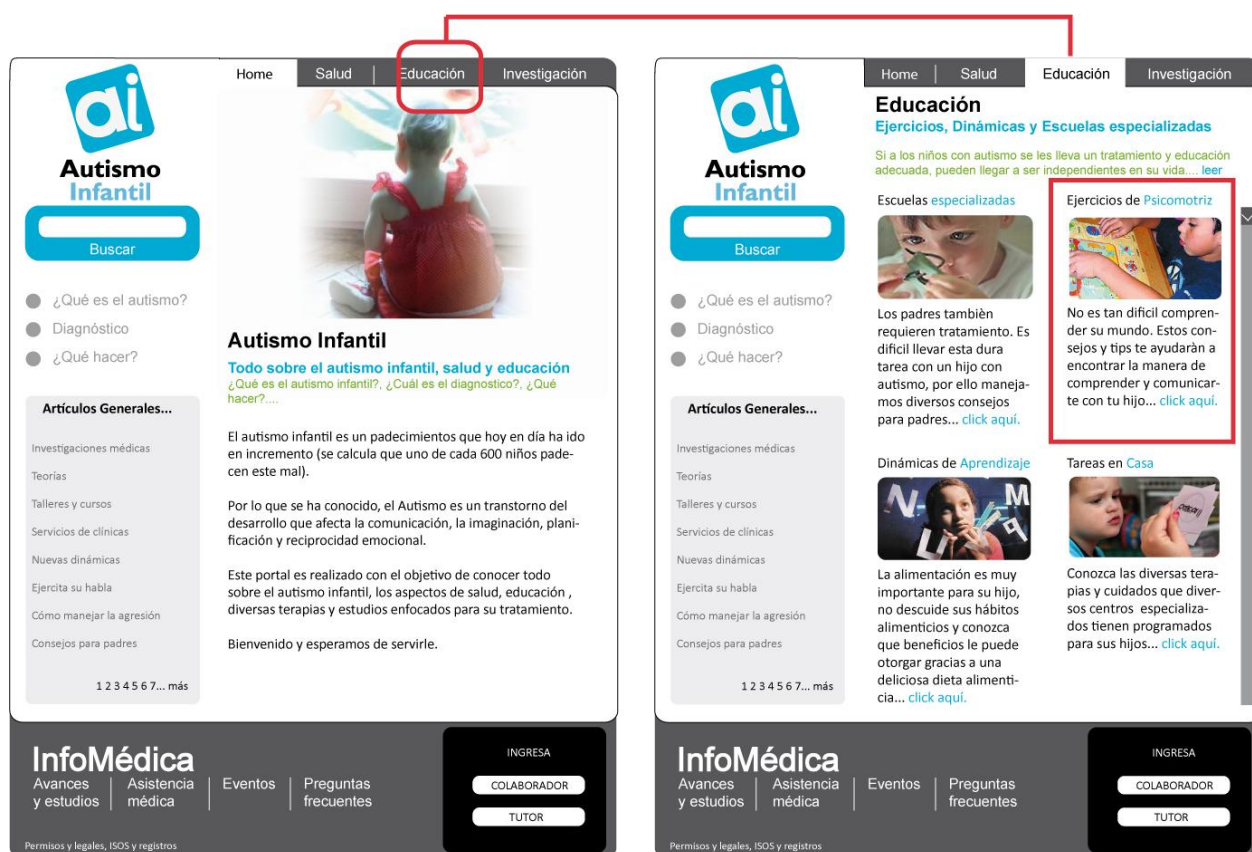 Home
Salud
Educación
Investigación
ai
Autismo
Infantil
Buscar
¿Qué es el autismo?
Diagnóstico
¿Qué hacer?
Artículos Generales...
Investigaciones médicas
Teorías
Talleres y cursos
Servicios de clínicas
Nuevas dinámicas
Ejercita su habla
Cómo manejar la agresión
Consejos para padres
1 2 3 4 5 6 7... más
Autismo Infantil
Todo sobre el autismo infantil, salud y educación
¿Qué es el autismo infantil?, ¿Cuál es el diagnostico?, ¿Qué
hacer?....
El autismo infantil es un padecimientos que hoy en día ha ido
en incremento (se calcula que uno de cada 600 niños pade-
cen este mal).
Por lo que se ha conocido, el Autismo es un transtorno del
desarrollo que afecta la comunicación, la imaginación, plani-
ficación y reciprocidad emocional.
Este portal es realizado con el objetivo de conocer todo
sobre el autismo infantil, los aspectos de salud, educación ,
diversas terapias y estudios enfocados para su tratamiento.
Bienvenido y esperamos de servirle.
InfoMédica
Avances
y estudios
Asistencia
médica
Eventos
Preguntas
frecuentes
INGRESA
COLABORADOR
TUTOR
Permisos y legales, ISOS y registros
Home
Salud
Educación
Investigación
ai
Autismo
Infantil
Buscar
¿Qué es el autismo?
Diagnóstico
¿Qué hacer?
Artículos Generales...
Investigaciones médicas
Teorías
Talleres y cursos
Servicios de clínicas
Nuevas dinámicas
Ejercita su habla
Cómo manejar la agresión
Consejos para padres
1 2 3 4 5 6 7... más
Educación
Ejercicios, Dinámicas y Escuelas especializadas
Si a los niños con autismo se les lleva un tratamiento y educación
adecuada, pueden llegar a ser independientes en su vida.... leer
Escuelas especializadas
Los padres tambièn
requieren tratamiento. Es
dificil llevar esta dura
tarea con un hijo con
autismo, por ello maneja-
mos diversos consejos
para padres... click aquí.
Ejercicios de Psicomotriz
No es tan dificil compren-
der su mundo. Estos con-
sejos y tips te ayudaràn a
encontrar la manera de
comprender y comunicar-
te con tu hijo... click aquí.
Dinámicas de Aprendizaje
N
M
L
La alimentación es muy
importante para su hijo,
no descuide sus hábitos
alimenticios y conozca
que beneficios le puede
otorgar gracias a una
deliciosa dieta alimenti-
cia... click aquí.
Tareas en Casa
Conozca las diversas tera-
pias y cuidados que diver-
sos centros especializa-
dos tienen programados
para sus hijos... click aquí.
InfoMédica
Avances
y estudios
Asistencia
médica
Eventos
Preguntas
frecuentes
INGRESA
COLABORADOR
TUTOR
Permisos y legales, ISOS y registros